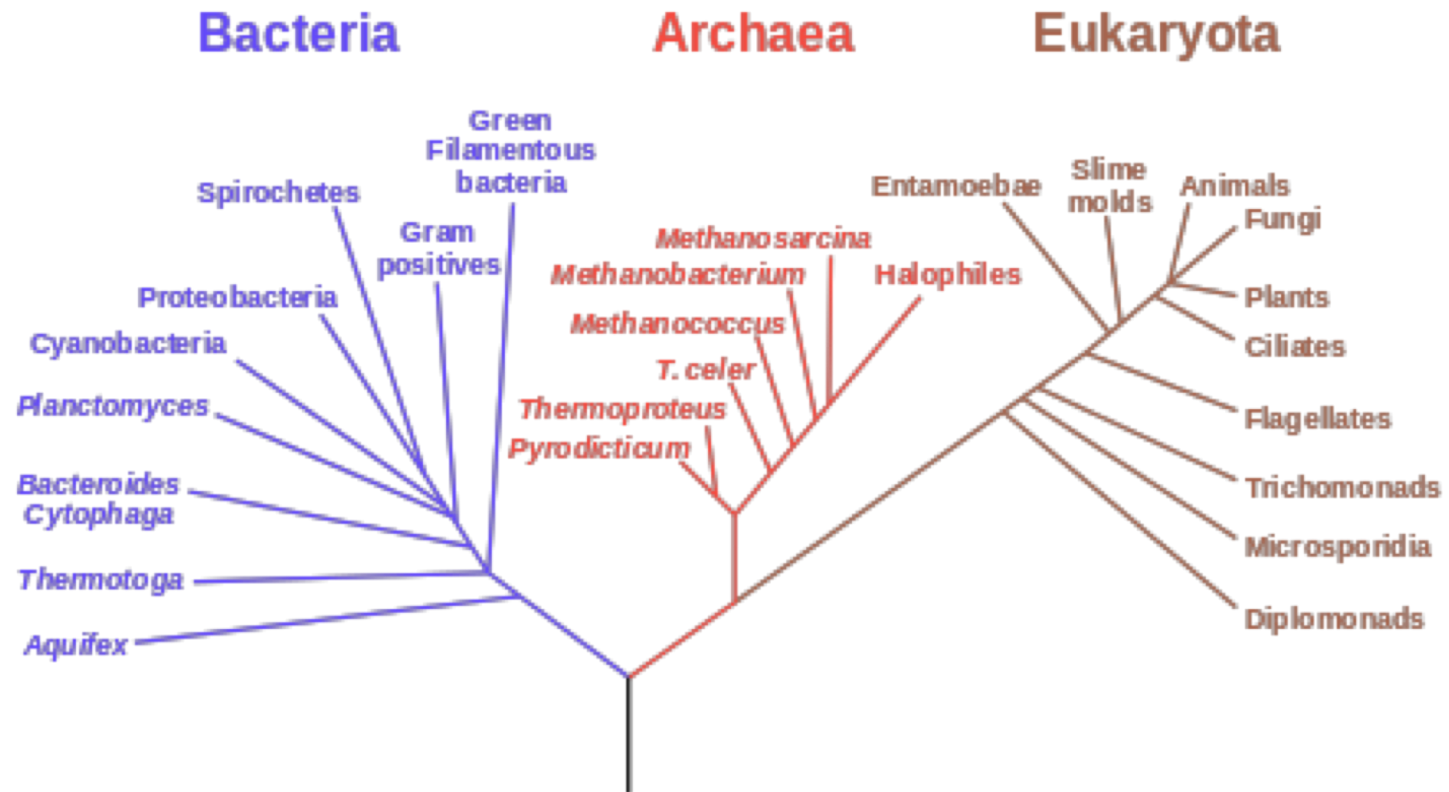 Bacteria
Archaea
Eukaryota
Green
Filamentous
bacteria
Spirochetes
Gram
positives
Proteobacteria
Cyanobacteria
Planctomyces
Bacteroides
Cytophaga
Thermotoga
Aquifex
Methanosarcina
Methanobacterium
Halophiles
Methanococcus
T. celer
Thermoproteus
Pyrodicticum
Entamoebae
Slime
molds
Animals
Fungi
Plants
Ciliates
Flagellates
Trichomonads
Microsporidia
Diplomonads